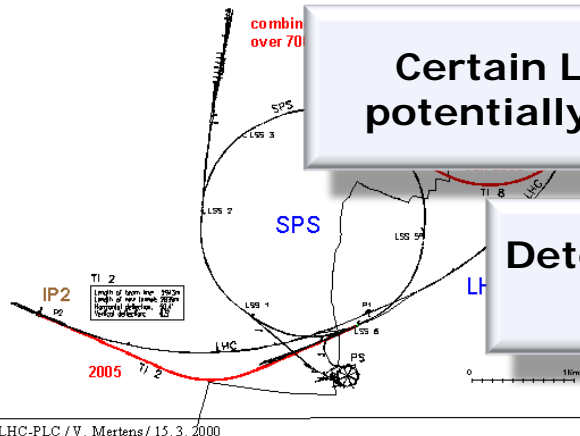 combin
over 70
Certain L
potentially
SPS
LSS 3
TI 8
LHC
LSS 2
SPS
LSS 5
Dete
TI 2
IP2
P2
LSS 1
P1
LH
LSS 6
LHC
2005
TI 2
PS
0
1Km
LHC-PLC / V. Mertens / 15.3.2000